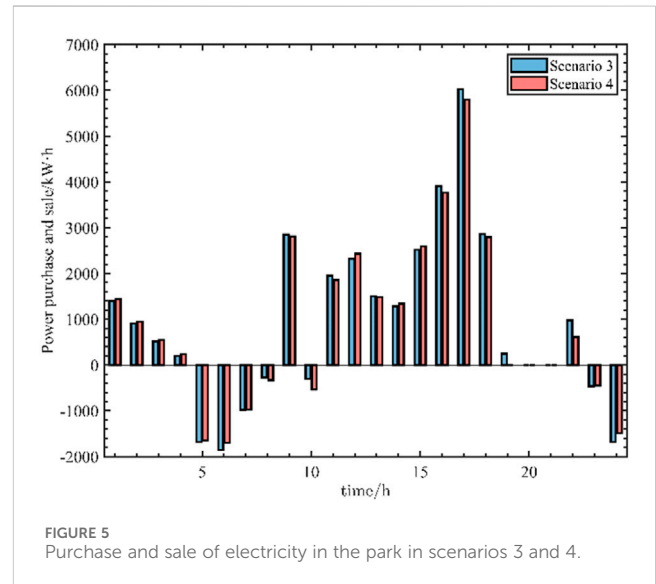 7000
6000
5000
4000
3000
2000
1000
0
-1000
-2000
Power purchase and sale/kW·h
Scenario 3
Scenario 4
5
10
15
20
time/h
FIGURE 5
Purchase and sale of electricity in the park in scenarios 3 and 4.